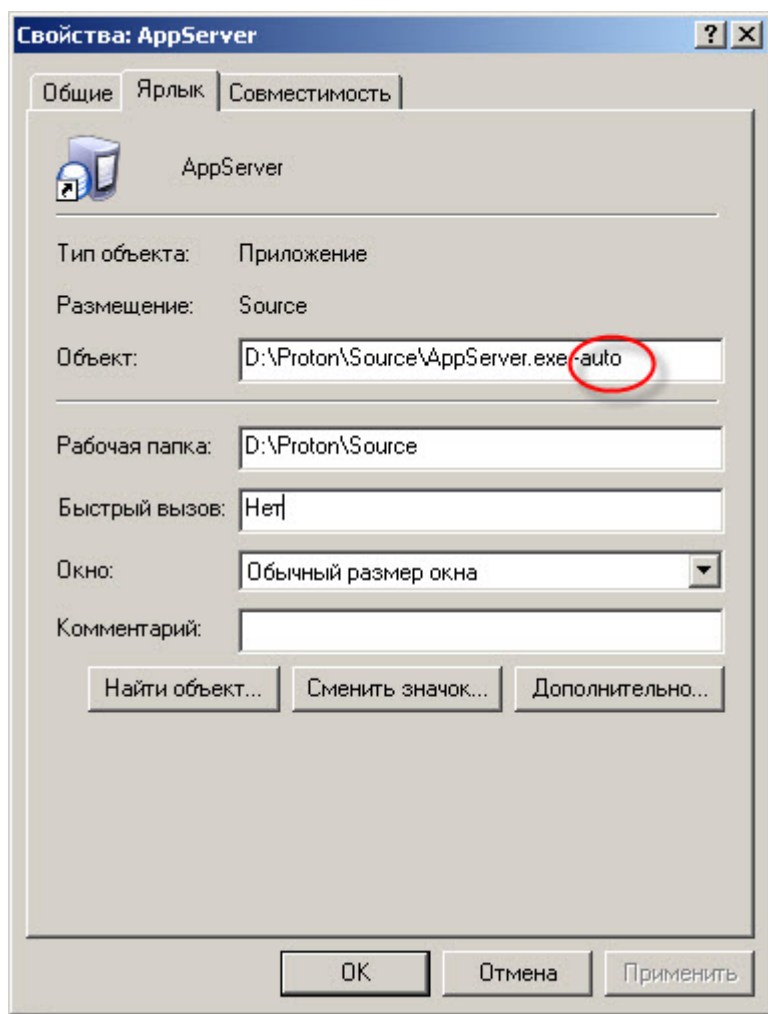 Свойства: AppServer
Общие Ярлык Совместимость
AppServer
Тип объекта: Приложение
Размещение: Source
Объект: D:\Proton\Source\AppServer.exe -auto
Рабочая папка: D:\Proton\Source
Быстрый вызов: Нет
Окно: Обычный размер окна
Комментарий:
Найти объект... Сменить значок... Дополнительно...
OK Отмена Применить